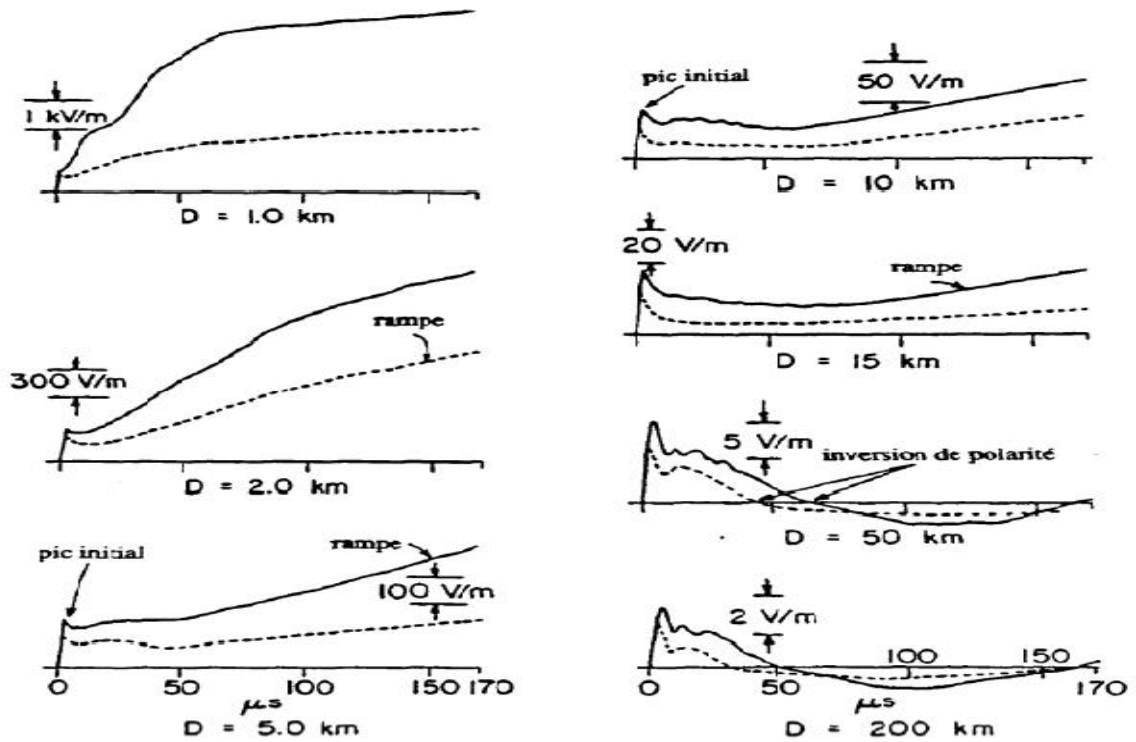 1 kV/m
D = 1.0 km
rampe
300 V/m
D = 2.0 km
pic initial
rampe
100 V/m
0 50 100 150 170
μs
D = 5.0 km
pic initial
50 V/m
D = 10 km
20 V/m
rampe
D = 15 km
5 V/m
inversion de polarité
D = 50 km
2 V/m
100 150
0 50 170
μs
D = 200 km